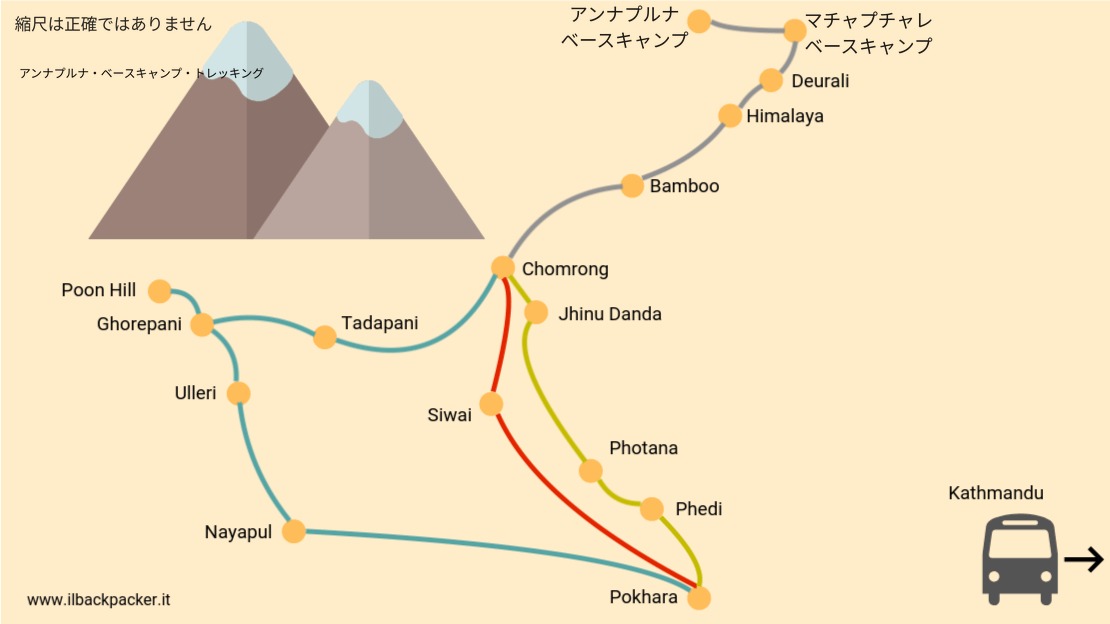 縮尺は正確ではありません
アンナプルナ・ベースキャンプ・トレッキング
アンナプルナ
ベースキャンプ
マチャプチャレ
ベースキャンプ
Deurali
Himalaya
Bamboo
Chomrong
Poon Hill
Ghorepani
Tadapani
Jhinu Danda
Ulleri
Siwai
Photana
Phedi
Nayapul
Kathmandu
Pokhara
www.ilbackpacker.it